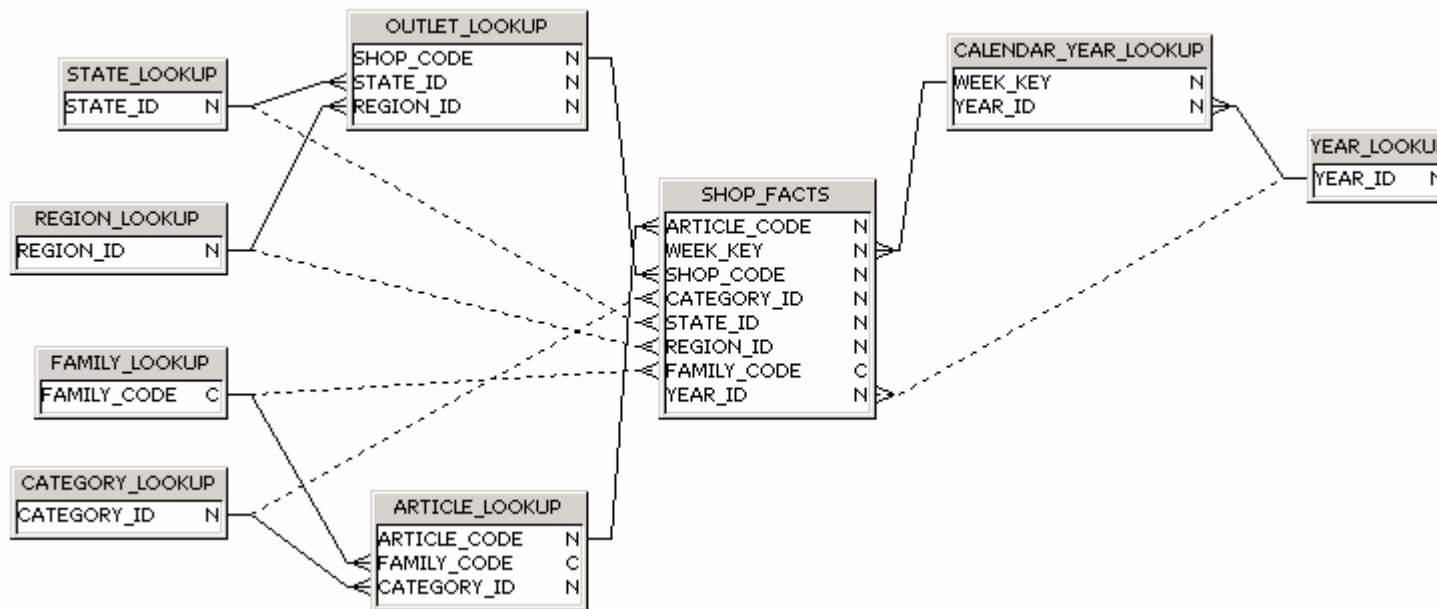 OUTLET_LOOKUP
SHOP_CODE N
STATE_ID N
REGION_ID N
STATE_LOOKUP
STATE_ID N
REGION_LOOKUP
REGION_ID N
FAMILY_LOOKUP
FAMILY_CODE C
CATEGORY_LOOKUP
CATEGORY_ID N
ARTICLE_LOOKUP
ARTICLE_CODE N
FAMILY_CODE C
CATEGORY_ID N
SHOP_FACTS
ARTICLE_CODE N
WEEK_KEY N
SHOP_CODE N
CATEGORY_ID N
STATE_ID N
REGION_ID N
FAMILY_CODE C
YEAR_ID N
CALENDAR_YEAR_LOOKUP
WEEK_KEY N
YEAR_ID N
YEAR_LOOKU
YEAR_ID N